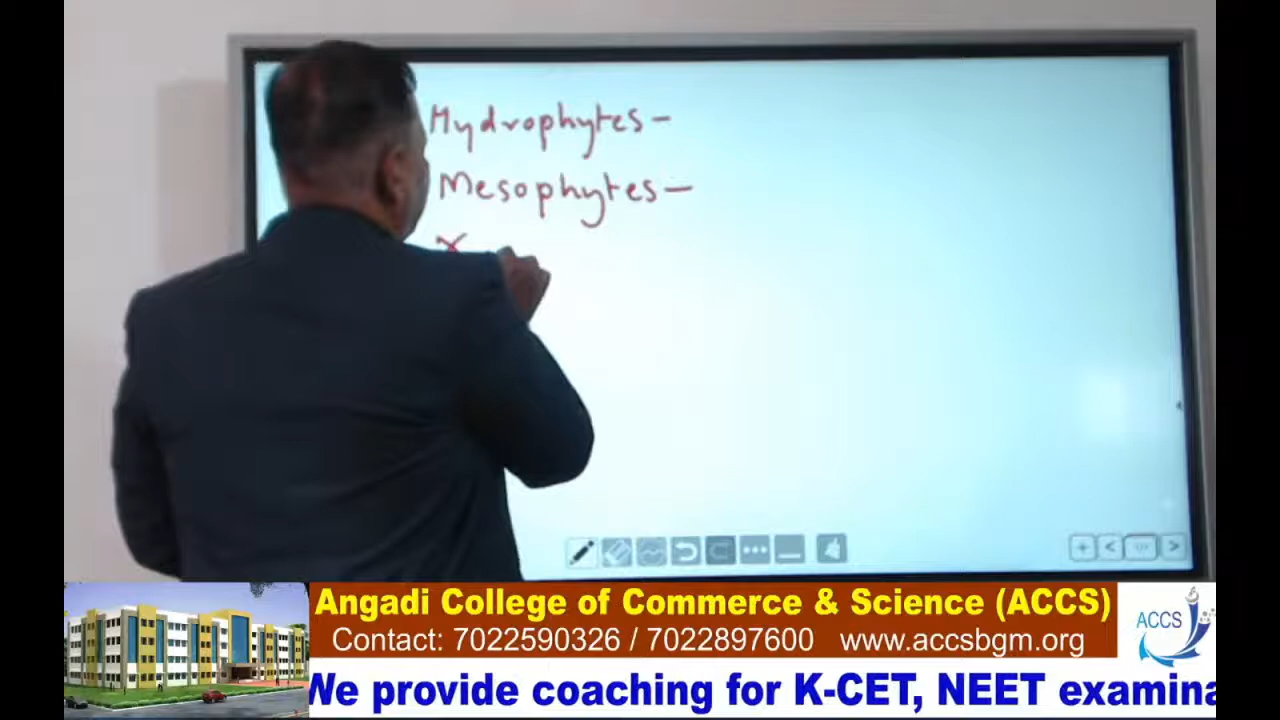 Hydrophytes -
Mesophytes -
X
Angadi College of Commerce & Science (ACCS)
Contact: 7022590326 / 7022897600 www.accsbgm.org
ACCS
We provide coaching for K-CET, NEET examina